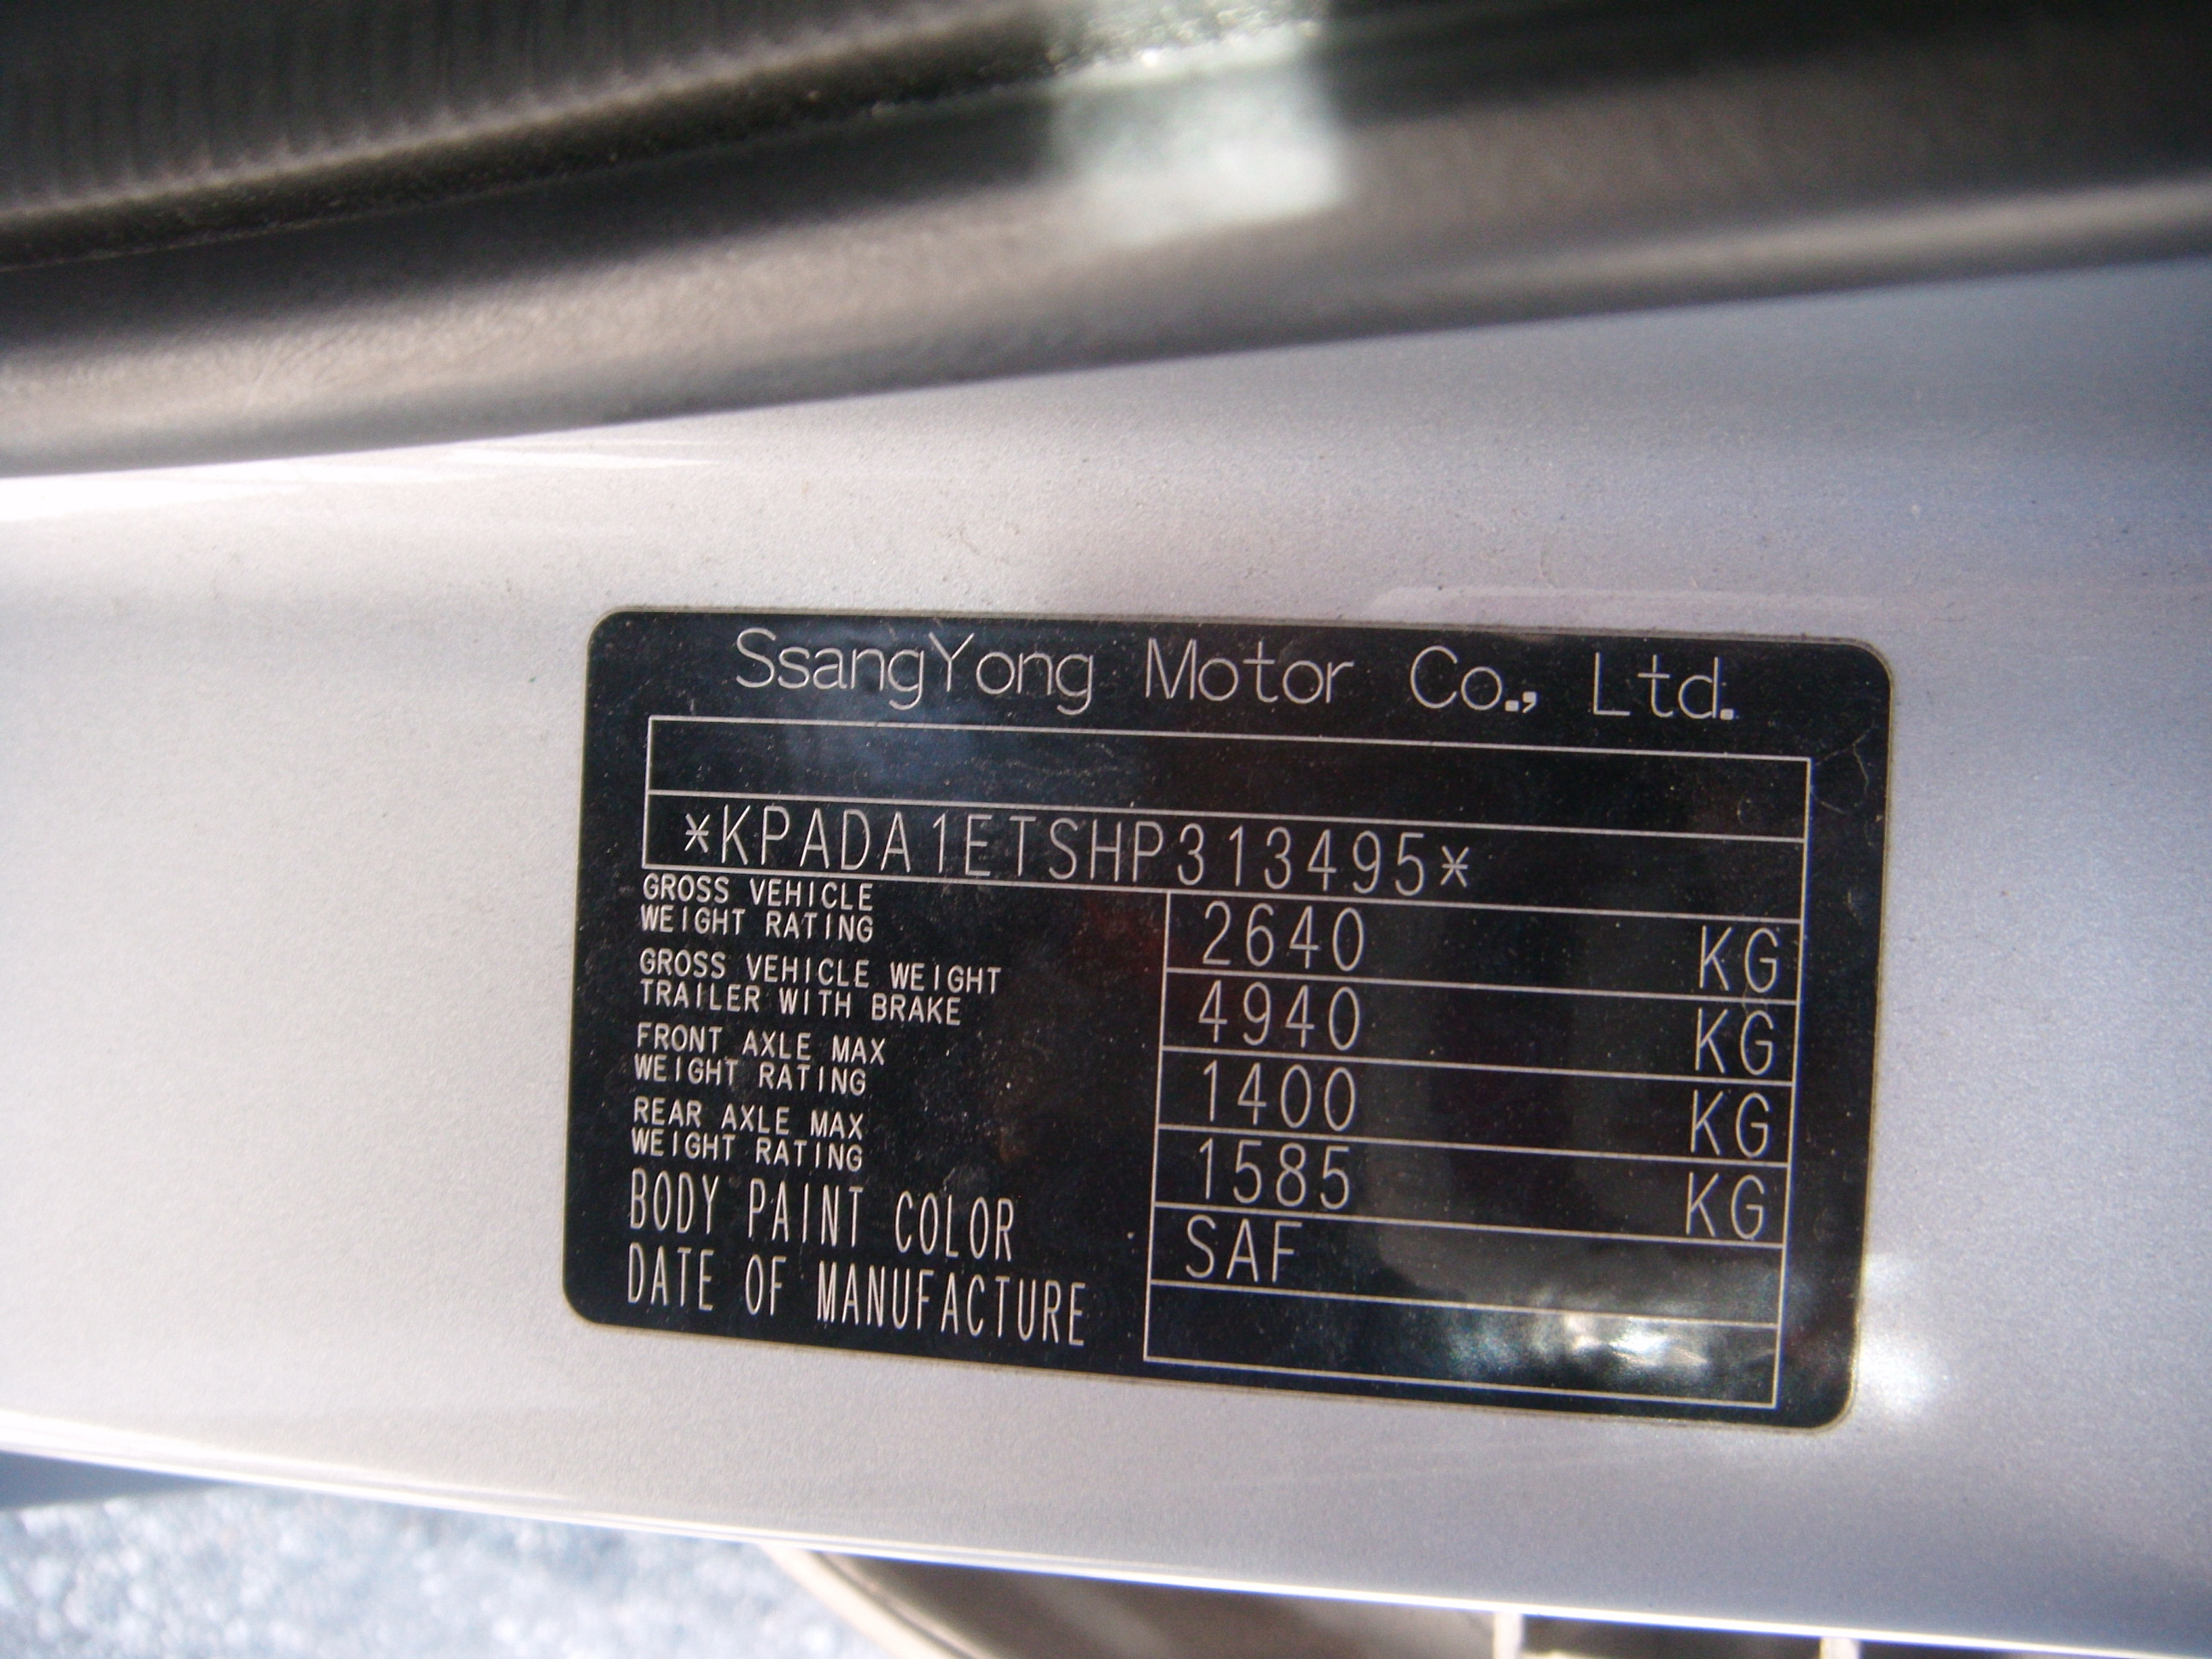 SsangYong Motor Co., Ltd.
*KPADA1ETSHP313495*
GROSS VEHICLE
WEIGHT RATING 2640 KG
GROSS VEHICLE WEIGHT
TRAILER WITH BRAKE 4940 KG
FRONT AXLE MAX
WEIGHT RATING 1400 KG
REAR AXLE MAX
WEIGHT RATING 1585 KG
BODY PAINT COLOR SAF
DATE OF MANUFACTURE